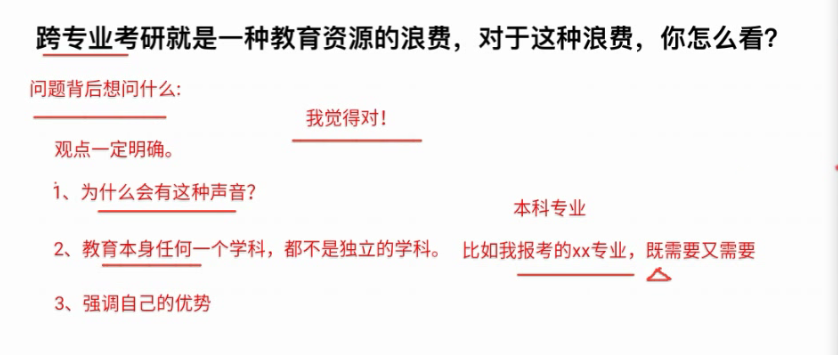 跨专业考研就是一种教育资源的浪费，对于这种浪费，你怎么看？
问题背后想问什么：
我觉得对！
观点一定明确。
1、为什么会有这种声音？
本科专业
2、教育本身任何一个学科，都不是独立的学科。 比如我报考的xx专业，既需要又需要
3、强调自己的优势